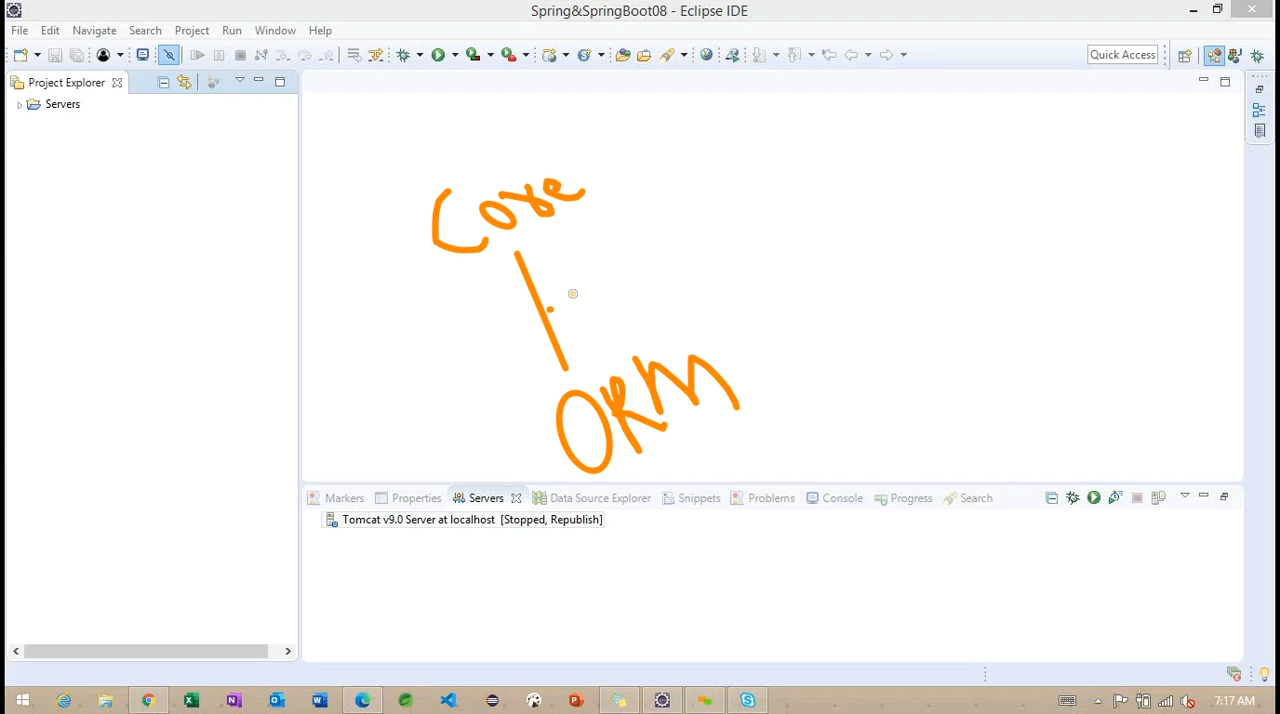 Spring&SpringBoot08 - Eclipse IDE
File Edit Navigate Search Project Run Window Help
Quick Access
Project Explorer
Servers
Core
ORM
Markers Properties Servers Data Source Explorer Snippets Problems Console Progress Search
Tomcat v9.0 Server at localhost [Stopped, Republish]
7:17 AM